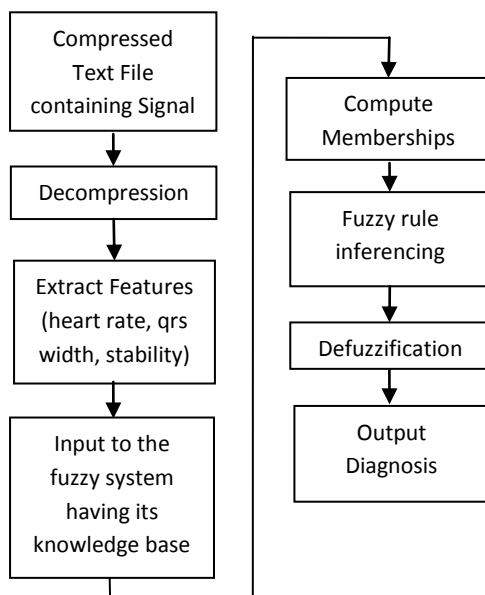 Compressed
Text File
containing Signal
Decompression
Extract Features
(heart rate, qrs
width, stability)
Input to the
fuzzy system
having its
knowledge base
Compute
Memberships
Fuzzy rule
inferencing
Defuzzification
Output
Diagnosis